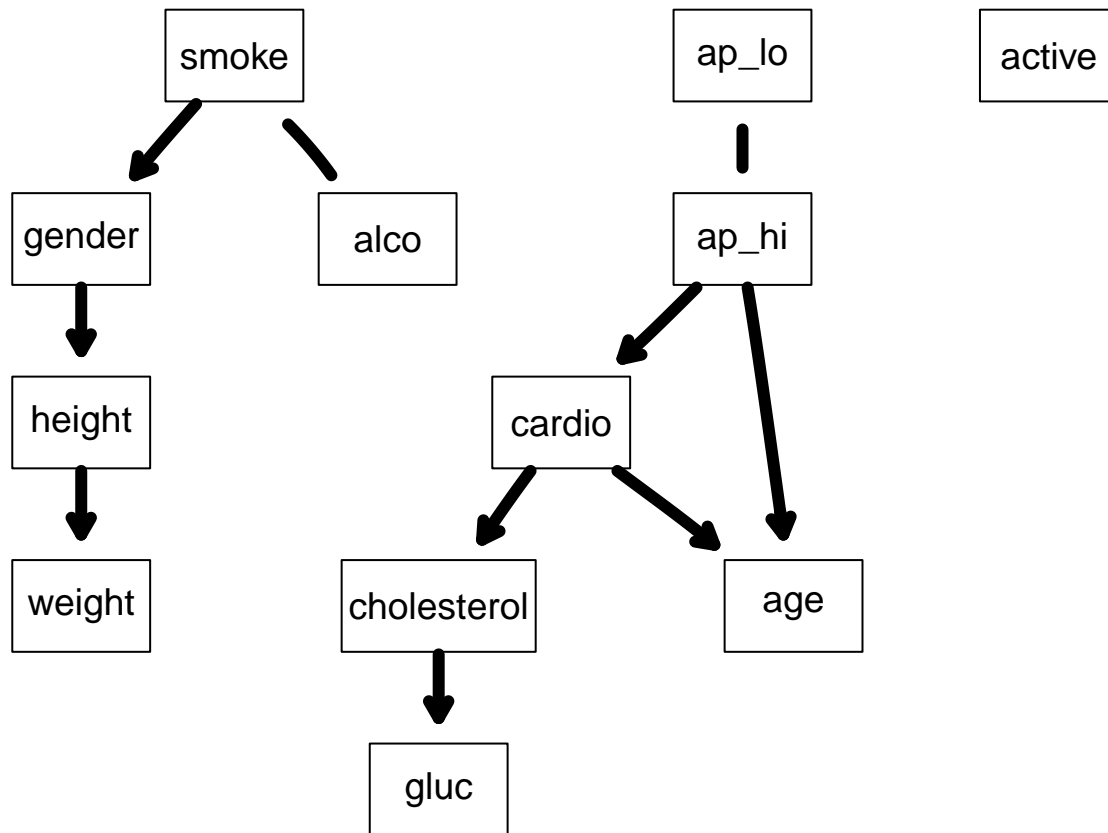 smoke
ap_lo
active
gender
alco
ap_hi
height
cardio
weight
cholesterol
age
gluc